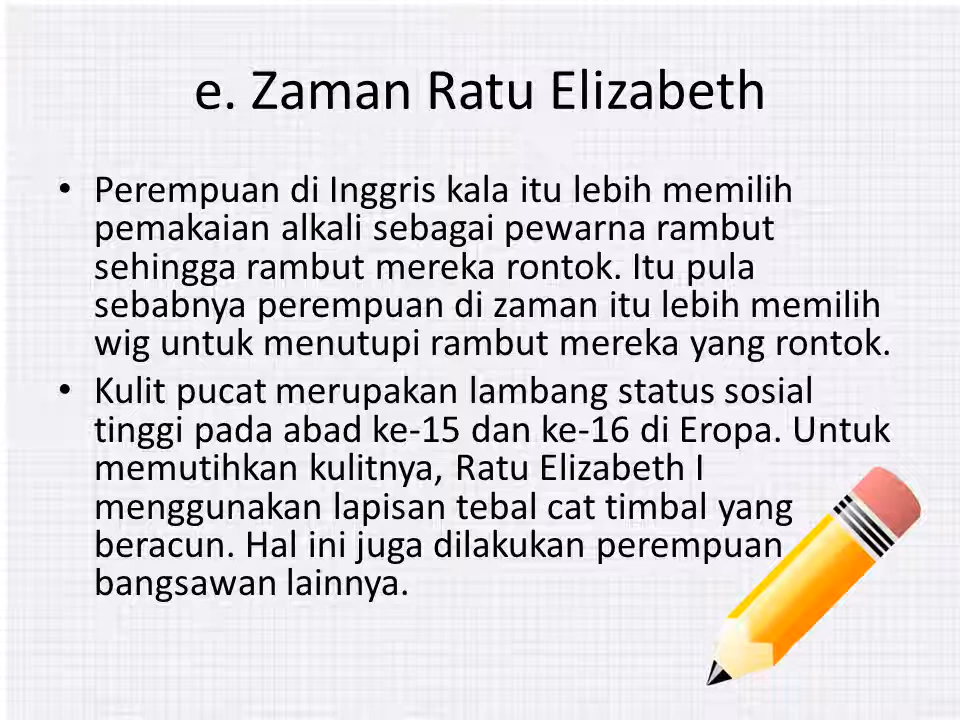 e. Zaman Ratu Elizabeth
• Perempuan di Inggris kala itu lebih memilih
pemakaian alkali sebagai pewarna rambut
sehingga rambut mereka rontok. Itu pula
sebabnya perempuan di zaman itu lebih memilih
wig untuk menutupi rambut mereka yang rontok.
• Kulit pucat merupakan lambang status sosial
tinggi pada abad ke-15 dan ke-16 di Eropa. Untuk
memutihkan kulitnya, Ratu Elizabeth I
menggunakan lapisan tebal cat timbal yang
beracun. Hal ini juga dilakukan perempuan
bangsawan lainnya.